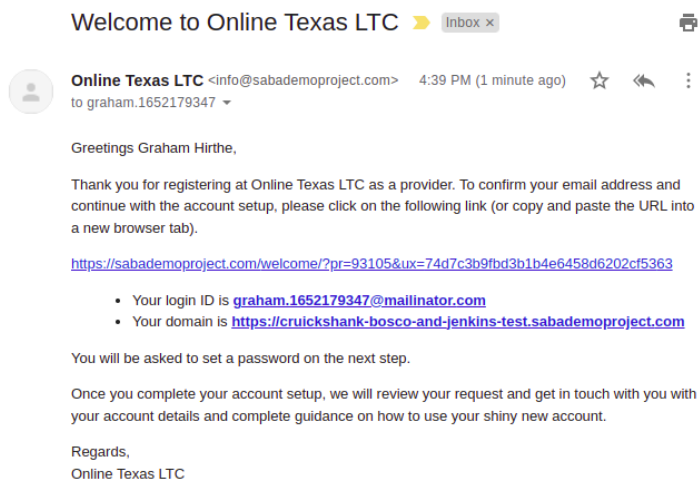 Welcome to Online Texas LTC Inbox ×
Online Texas LTC <info@sabademoproject.com> 4:39 PM (1 minute ago)
to graham.1652179347
Greetings Graham Hirthe,
Thank you for registering at Online Texas LTC as a provider. To confirm your email address and
continue with the account setup, please click on the following link (or copy and paste the URL into
a new browser tab).
https://sabademoproject.com/welcome/?pr=93105&ux=74d7c3b9fbd3b1b4e6458d6202cf5363
• Your login ID is graham.1652179347@mailinator.com
• Your domain is https://cruickshank-bosco-and-jenkins-test.sabademoproject.com
You will be asked to set a password on the next step.
Once you complete your account setup, we will review your request and get in touch with you with
your account details and complete guidance on how to use your shiny new account.
Regards,
Online Texas LTC